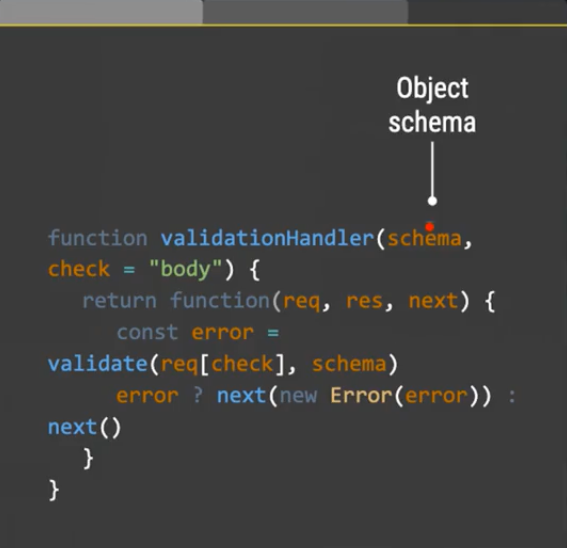 Object
schema
function validationHandler(schema,
check = "body") {
return function(req, res, next) {
const error =
validate(req[check], schema)
error ? next(new Error(error)) :
next()
}
}